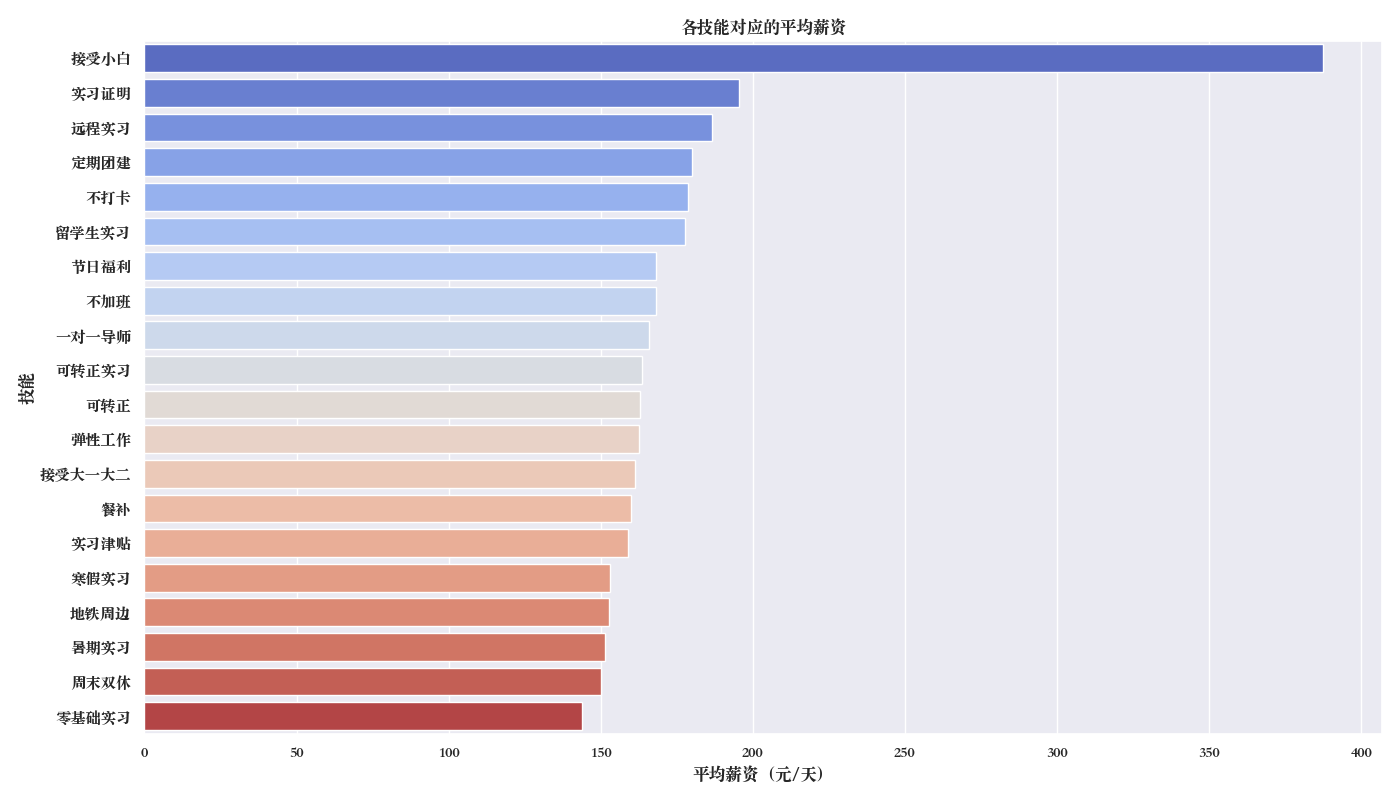 各技能对应的平均薪资
接受小白
实习证明
远程实习
定期团建
不打卡
留学生实习
节日福利
不加班
一对一导师
可转正实习
可转正
弹性工作
接受大一大二
餐补
实习津贴
寒假实习
地铁周边
暑期实习
周末双休
零基础实习
技能
0 50 100 150 200 250 300 350 400
平均薪资（元/天）